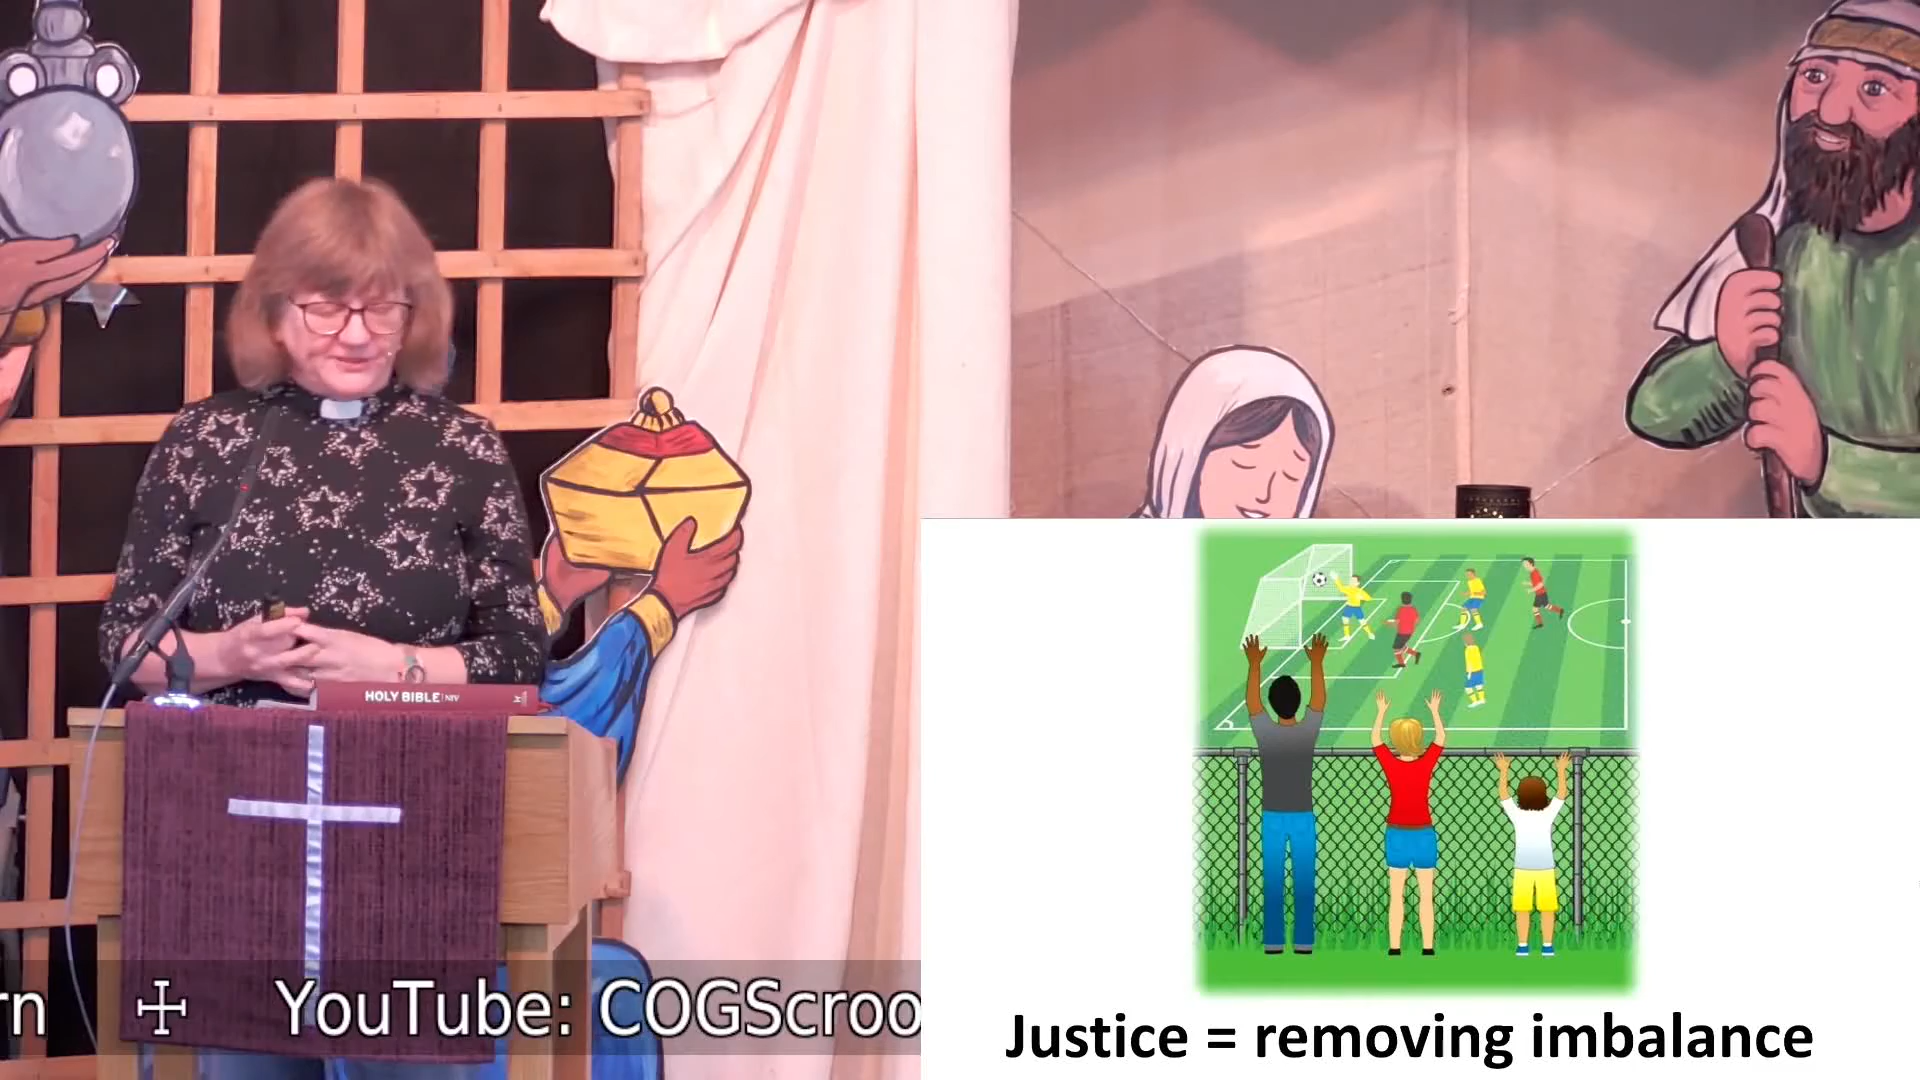 HOLY BIBLE NIV
rn ☩ YouTube: COGScroo
Justice = removing imbalance